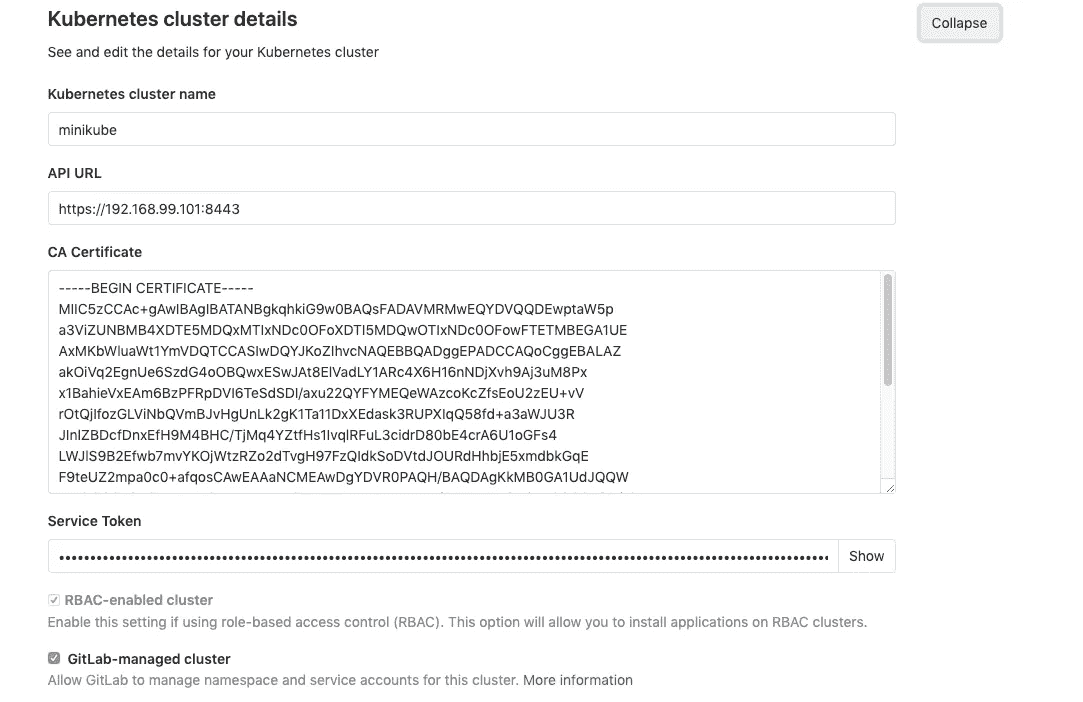 Kubernetes cluster details
Collapse
See and edit the details for your Kubernetes cluster
Kubernetes cluster name
minikube
API URL
https://192.168.99.101:8443
CA Certificate
-----BEGIN CERTIFICATE-----
MIIC5zCCAc+gAwIBAgIBATANBgkqhkiG9w0BAQsFADAVMRMwEQYDVQQDEwptaW5p
a3ViZUNBMB4XDTE5MDQxMTIxNDc0OFoXDTI5MDQwOTIxNDc0OFowFTETMBEGA1UE
AxMKbWluaWt1YmVDQTCCASIwDQYJKoZIhvcNAQEBBQADggEPADCCAQoCggEBALAZ
akOiVq2EgnUe6SzdG4oOBQwxESwJAt8ElVadLY1ARc4X6H16nNDjXvh9Aj3uM8Px
x1BahieVxEAm6BzPFRpDVl6TeSdSDI/axu22QYFYMEQeWAzcoKcZfsEoU2zEU+vV
rOtQjlfozGLViNbQVmBJvHgUnLk2gK1Ta11DxXEdask3RUPXlqQ58fd+a3aWJU3R
JlnIZBDcfDnxEfH9M4BHC/TjMq4YZtfHs1lvqlRFuL3cidrD80bE4crA6U1oGFs4
LWJlS9B2Efwb7mvYKOjWtzRZo2dTvgH97FzQIdkSoDVtdJOURdHhbjE5xmdbkGqE
F9teUZ2mpa0c0+afqosCAwEAAaNCMEAwDgYDVR0PAQH/BAQDAgKkMB0GA1UdJQQW
Service Token
Show
RBAC-enabled cluster
Enable this setting if using role-based access control (RBAC). This option will allow you to install applications on RBAC clusters.
GitLab-managed cluster
Allow GitLab to manage namespace and service accounts for this cluster. More information